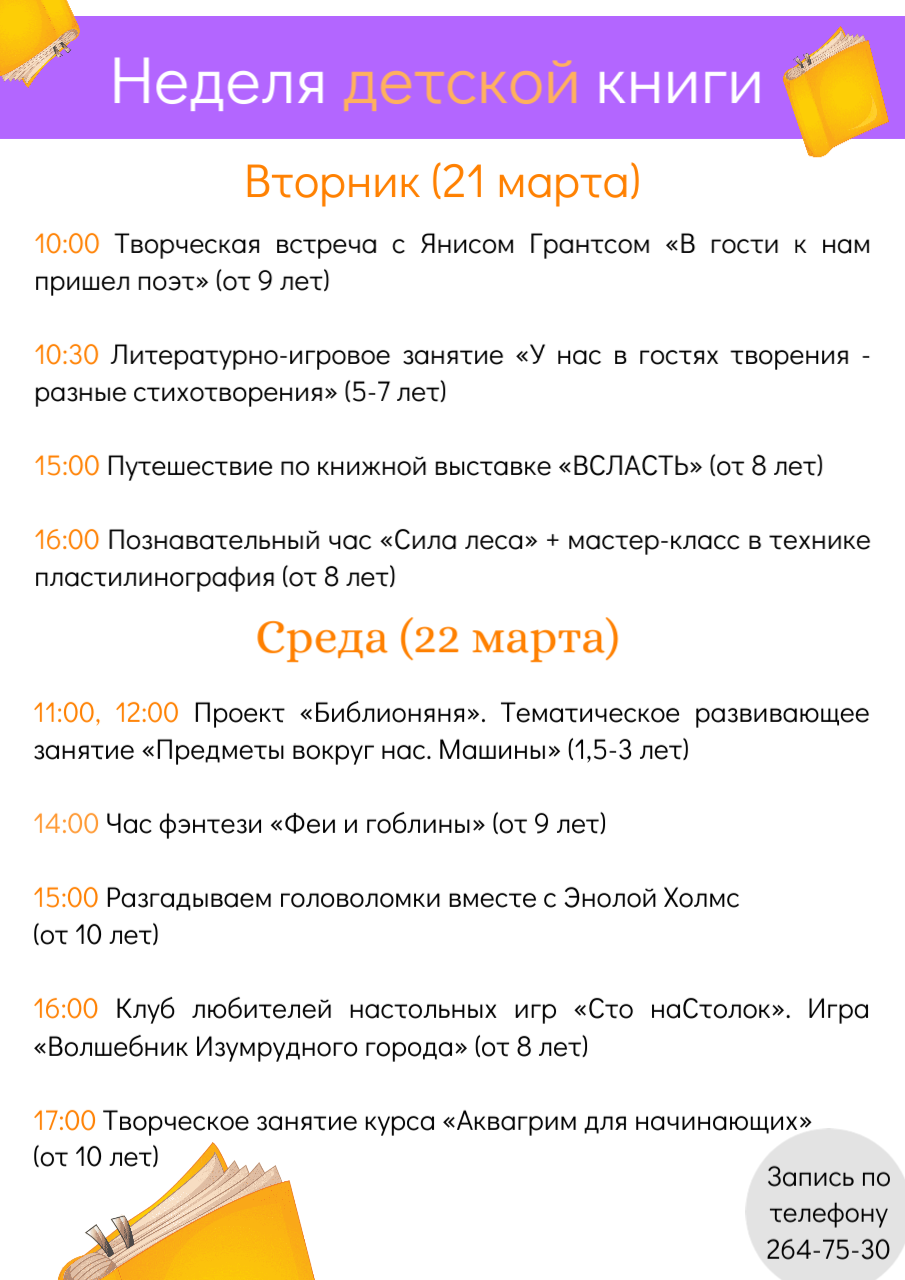 Неделя детской книги
Вторник (21 марта)
10:00 Творческая встреча с Янисом Грантсом «В гости к нам
пришел поэт» (от 9 лет)
10:30 Литературно-игровое занятие «У нас в гостях творения -
разные стихотворения» (5-7 лет)
15:00 Путешествие по книжной выставке «ВСЛАСТЬ» (от 8 лет)
16:00 Познавательный час «Сила леса» + мастер-класс в технике
пластилинография (от 8 лет)
Среда (22 марта)
11:00, 12:00 Проект «Библионяня». Тематическое развивающее
занятие «Предметы вокруг нас. Машины» (1,5-3 лет)
14:00 Час фэнтези «Феи и гоблины» (от 9 лет)
15:00 Разгадываем головоломки вместе с Энолой Холмс
(от 10 лет)
16:00 Клуб любителей настольных игр «Сто наСтолок». Игра
«Волшебник Изумрудного города» (от 8 лет)
17:00 Творческое занятие курса «Аквагрим для начинающих»
(от 10 лет)
Запись по
телефону
264-75-30